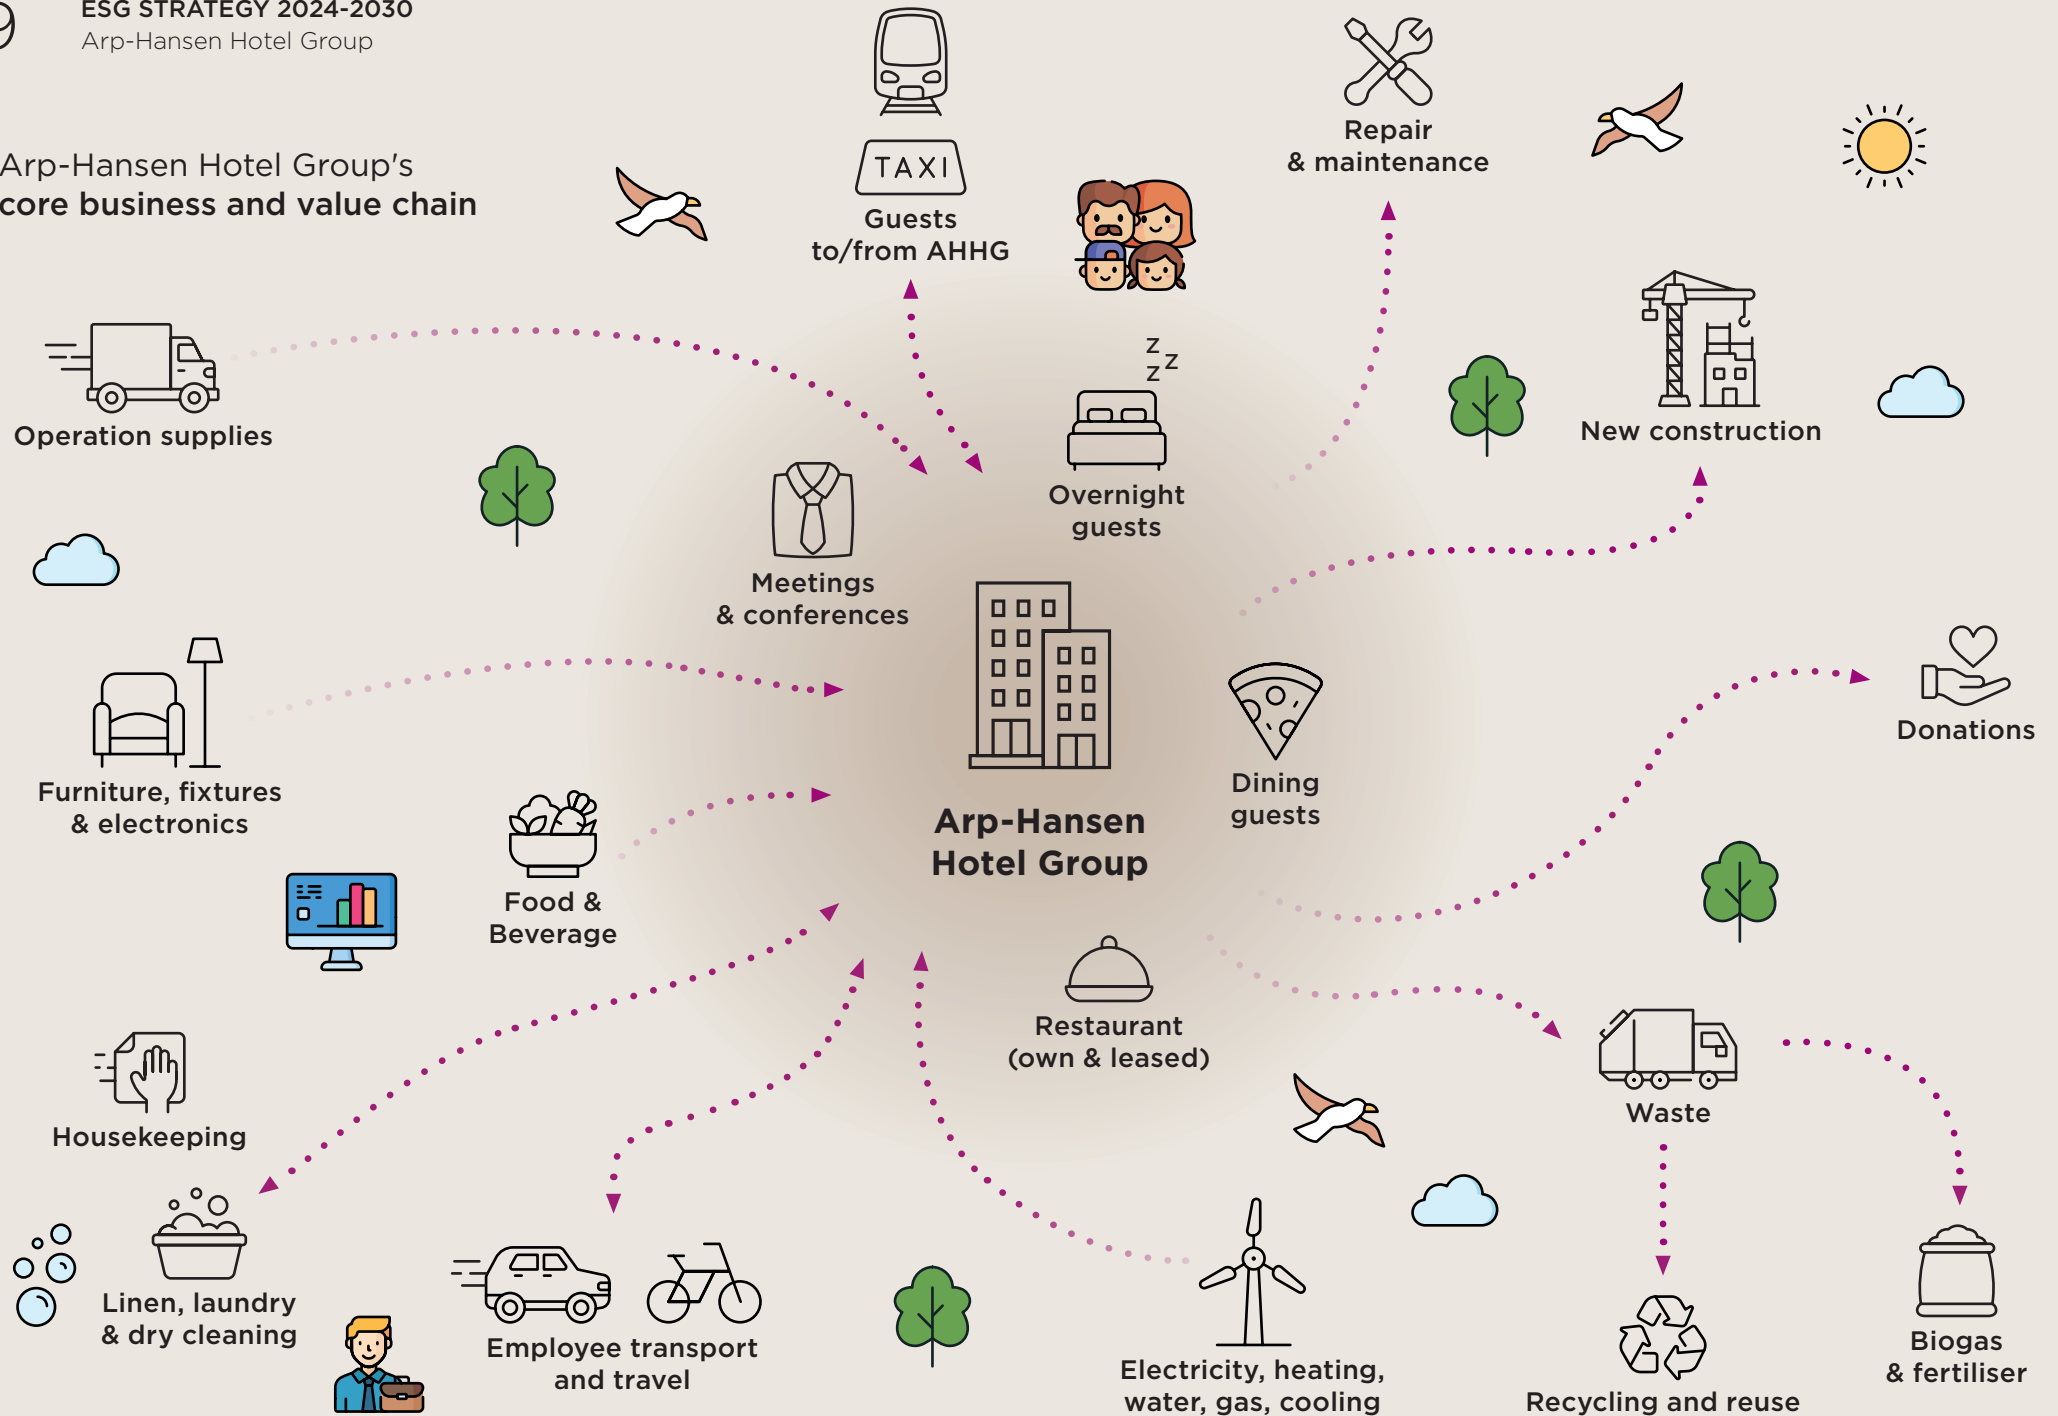 9
ESG STRATEGY 2024-2030
Arp-Hansen Hotel Group
Arp-Hansen Hotel Group's
core business and value chain
TAXI
Guests
to/from AHHG
Repair
& maintenance
Operation supplies
z
z
z
Overnight
guests
New construction
Meetings
& conferences
Furniture, fixtures
& electronics
Donations
Dining
guests
Arp-Hansen
Hotel Group
Food &
Beverage
Restaurant
(own & leased)
Housekeeping
Waste
Linen, laundry
& dry cleaning
Employee transport
and travel
Electricity, heating,
water, gas, cooling
Recycling and reuse
Biogas
& fertiliser